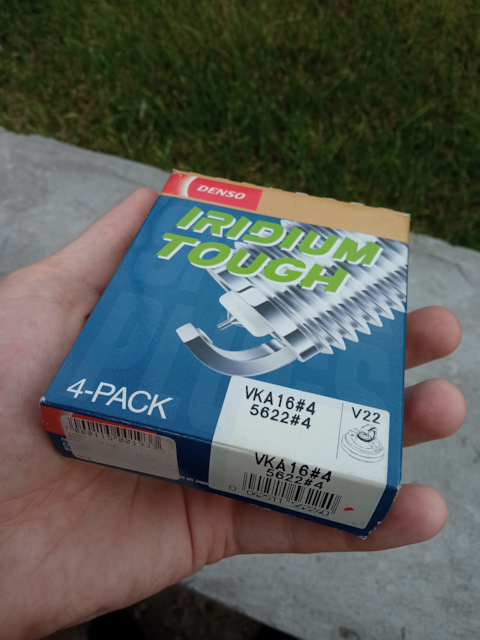 DENSO
IRIDIUM
TOUGH
4-PACK
VKA16#4
5622#4
V22
VKA16#4
5622#4